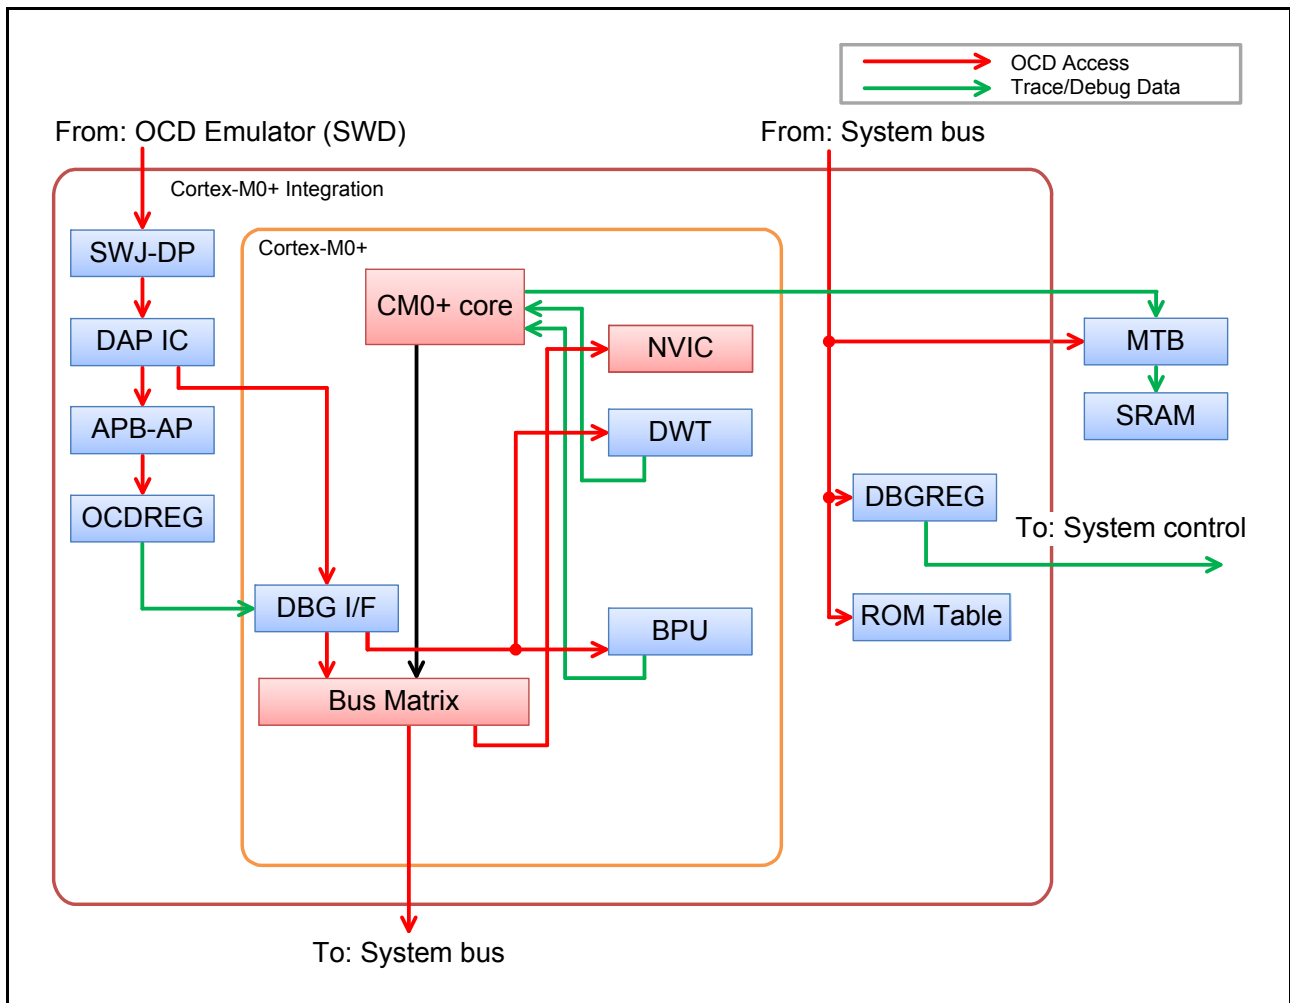 OCD Access
Trace/Debug Data
From: OCD Emulator (SWD)
From: System bus
Cortex-M0+ Integration
SWJ-DP
Cortex-M0+
CM0+ core
DAP IC
NVIC
MTB
APB-AP
DWT
SRAM
OCDREG
DBGREG
To: System control
DBG I/F
BPU
ROM Table
Bus Matrix
To: System bus